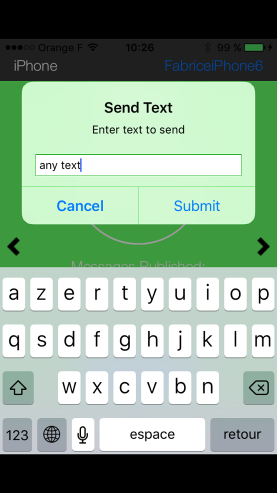 Orange F 10:26 99 %
iPhone FabriceiPhone6
Send Text
Enter text to send
any text
Cancel Submit
Messages Published:
a z e r t y u i o p
q s d f g h j k l m
w x c v b n
123 espace retour